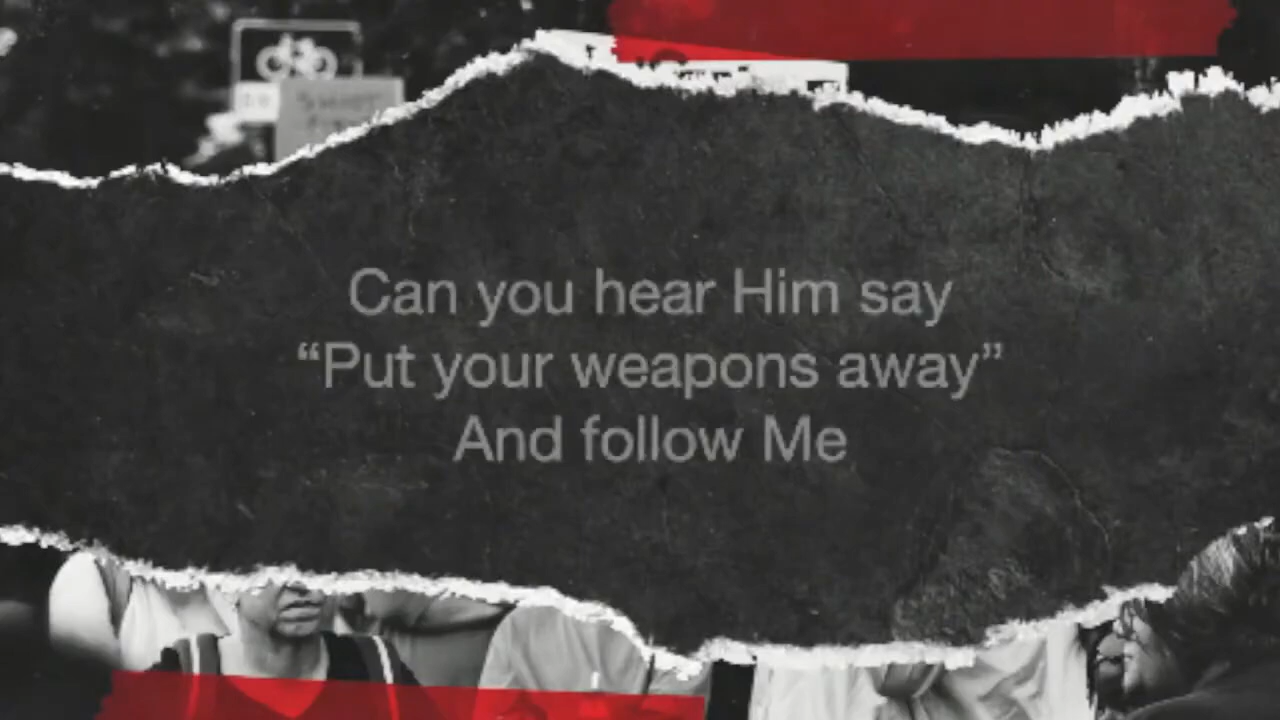 Can you hear Him say
“Put your weapons away”
And follow Me